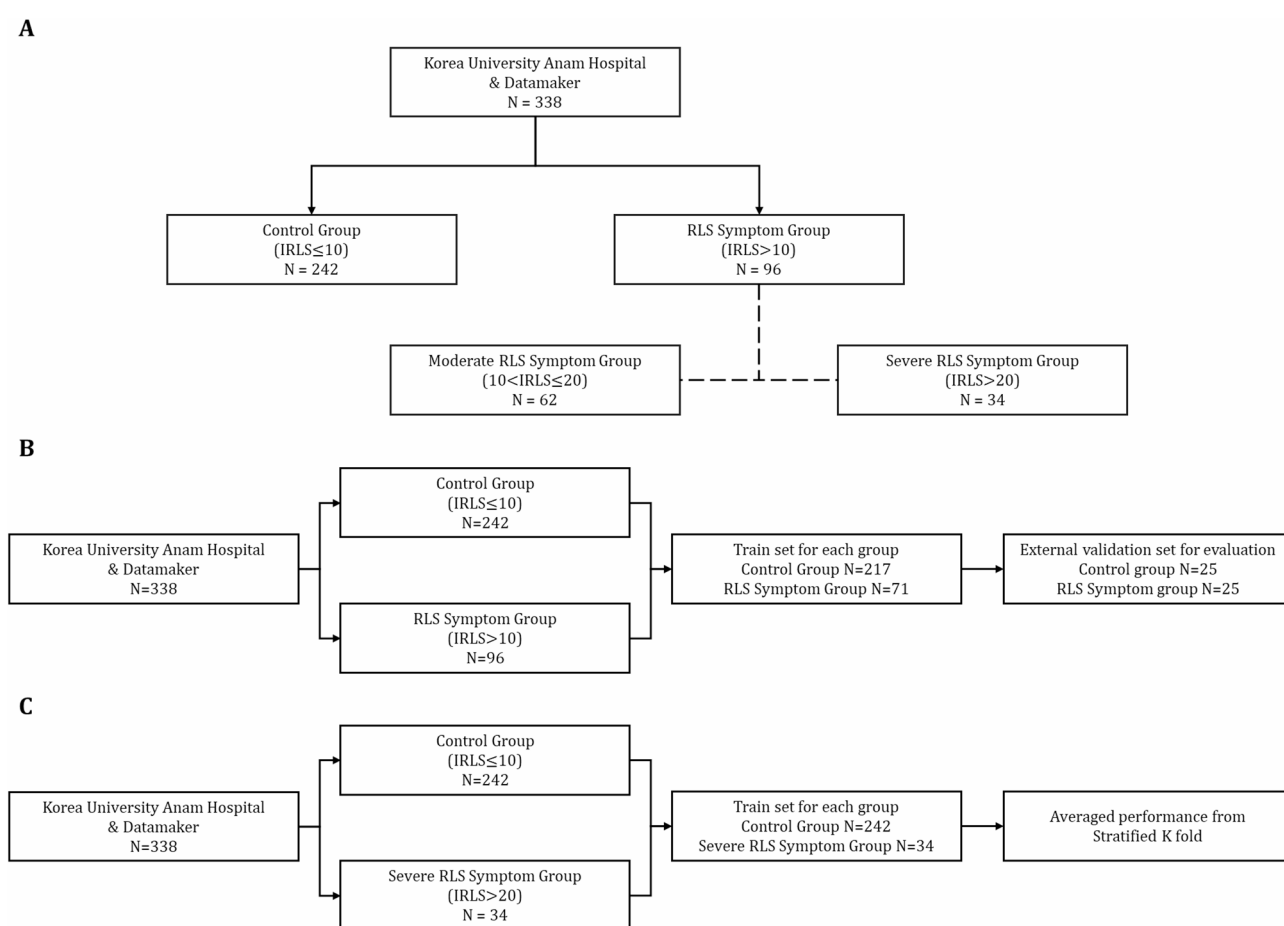 A
Korea University Anam Hospital
& Datamaker
N = 338
Control Group
(IRLS≤10)
N = 242
RLS Symptom Group
(IRLS>10)
N = 96
Moderate RLS Symptom Group
(10<IRLS≤20)
N = 62
Severe RLS Symptom Group
(IRLS>20)
N = 34
B
Korea University Anam Hospital
& Datamaker
N=338
Control Group
(IRLS≤10)
N=242
RLS Symptom Group
(IRLS>10)
N=96
Train set for each group
Control Group N=217
RLS Symptom Group N=71
External validation set for evaluation
Control group N=25
RLS Symptom group N=25
C
Korea University Anam Hospital
& Datamaker
N=338
Control Group
(IRLS≤10)
N=242
Severe RLS Symptom Group
(IRLS>20)
N = 34
Train set for each group
Control Group N=242
Severe RLS Symptom Group N=34
Averaged performance from
Stratified K fold